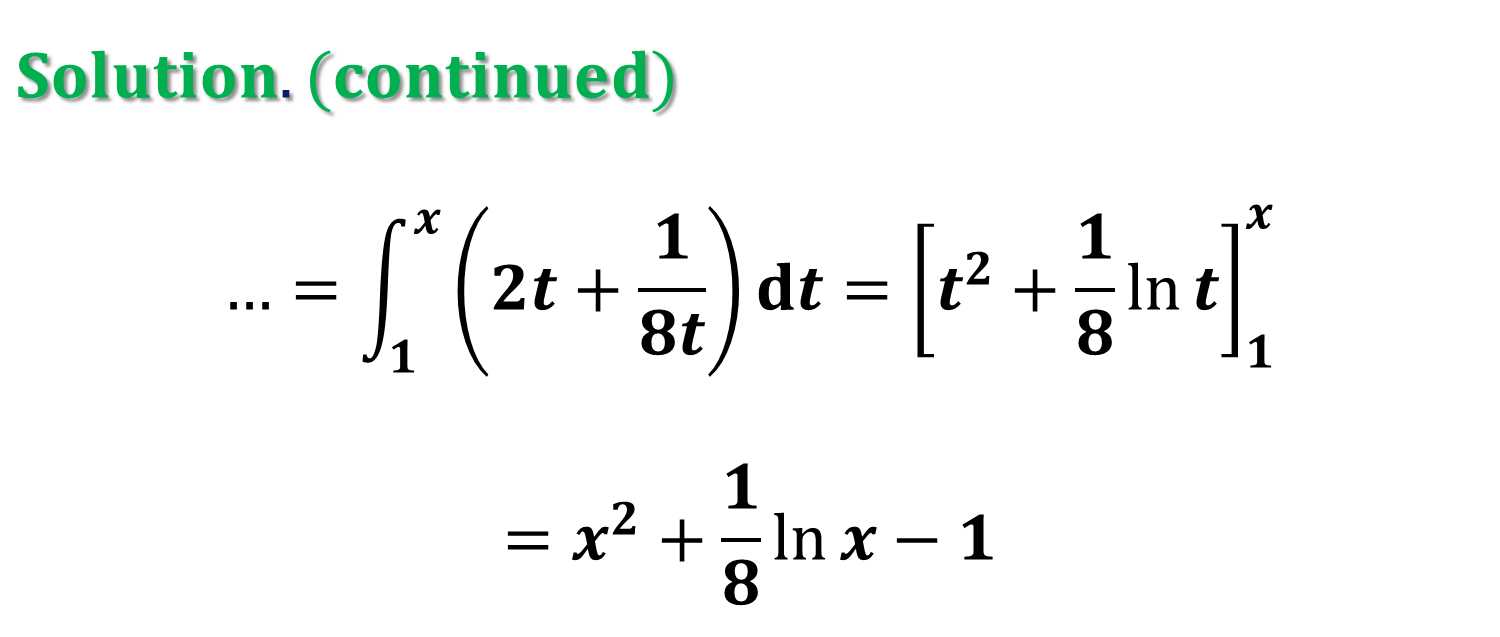 Solution. (continued)
… = ∫₁ˣ (2t + 1/(8t)) dt = [t² + 1/8 ln t]₁ˣ
= x² + 1/8 ln x − 1